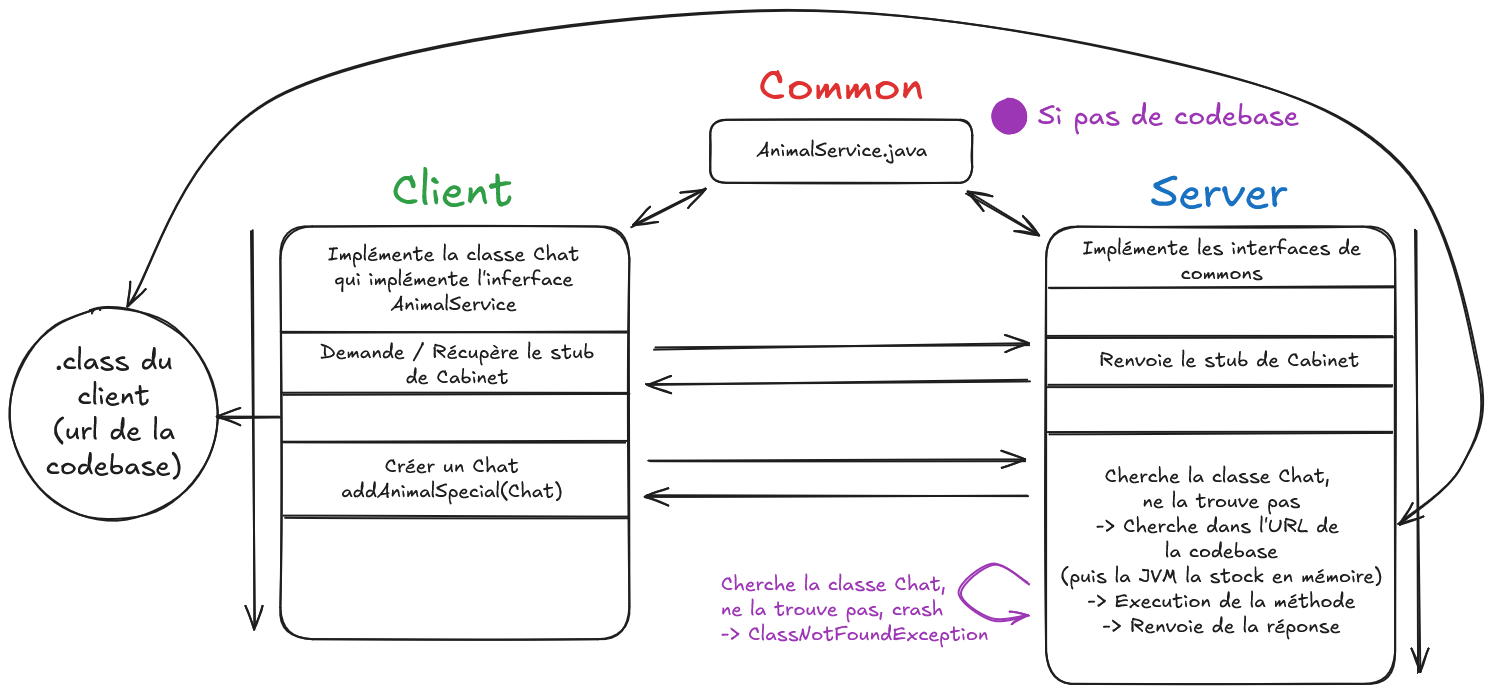 Common
Si pas de codebase
AnimalService.java
Client
Server
Implémente la classe Chat
qui implémente l'inferface
AnimalService
Implémente les interfaces de
commons
.class du
client
(url de la
codebase)
Demande / Récupère le stub
de Cabinet
Renvoie le stub de Cabinet
Créer un Chat
addAnimalSpecial(Chat)
Cherche la classe Chat,
ne la trouve pas
-> Cherche dans l'URL de
la codebase
(puis la JVM la stock en mémoire)
-> Execution de la méthode
-> Renvoie de la réponse
Cherche la classe Chat,
ne la trouve pas, crash
-> ClassNotFoundException